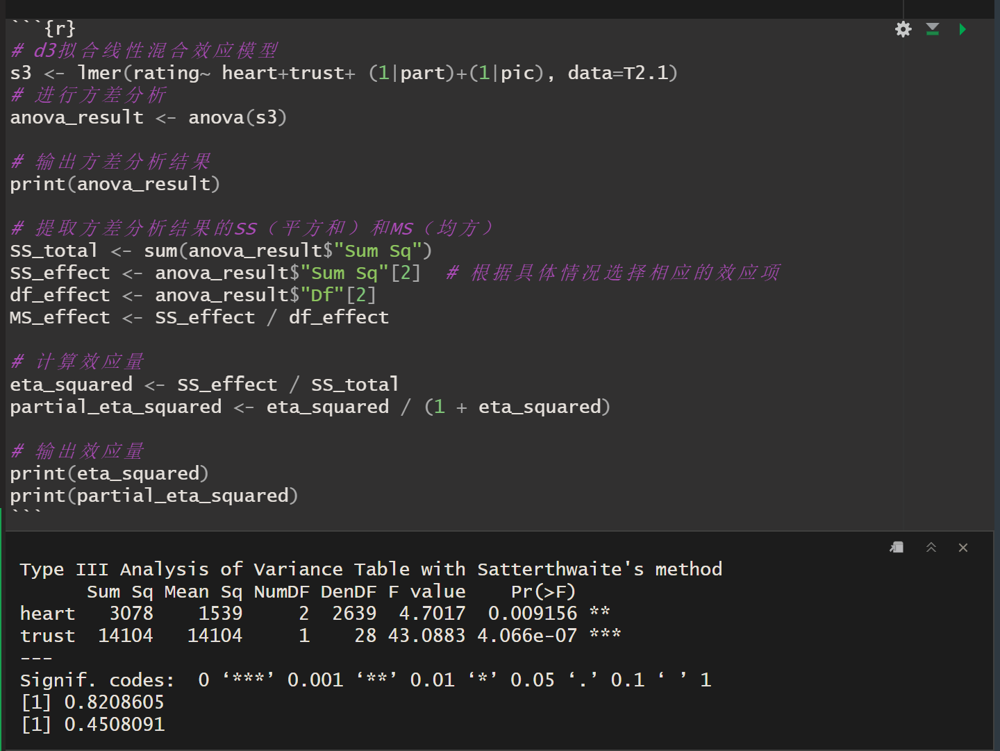 ```{r}
# d3拟合线性混合效应模型
s3 <- lmer(rating~ heart+trust+ (1|part)+(1|pic), data=T2.1)
# 进行方差分析
anova_result <- anova(s3)
# 输出方差分析结果
print(anova_result)
# 提取方差分析结果的SS（平方和）和MS（均方）
SS_total <- sum(anova_result$"Sum Sq")
SS_effect <- anova_result$"Sum Sq"[2]  # 根据具体情况选择相应的效应项
df_effect <- anova_result$"Df"[2]
MS_effect <- SS_effect / df_effect
# 计算效应量
eta_squared <- SS_effect / SS_total
partial_eta_squared <- eta_squared / (1 + eta_squared)
# 输出效应量
print(eta_squared)
print(partial_eta_squared)
```
Type III Analysis of Variance Table with Satterthwaite's method
      Sum Sq Mean Sq NumDF DenDF F value    Pr(>F)
heart   3078    1539     2  2639  4.7017  0.009156 **
trust  14104   14104     1    28 43.0883 4.066e-07 ***
---
Signif. codes:  0 ‘***’ 0.001 ‘**’ 0.01 ‘*’ 0.05 ‘.’ 0.1 ‘ ’ 1
[1] 0.8208605
[1] 0.4508091